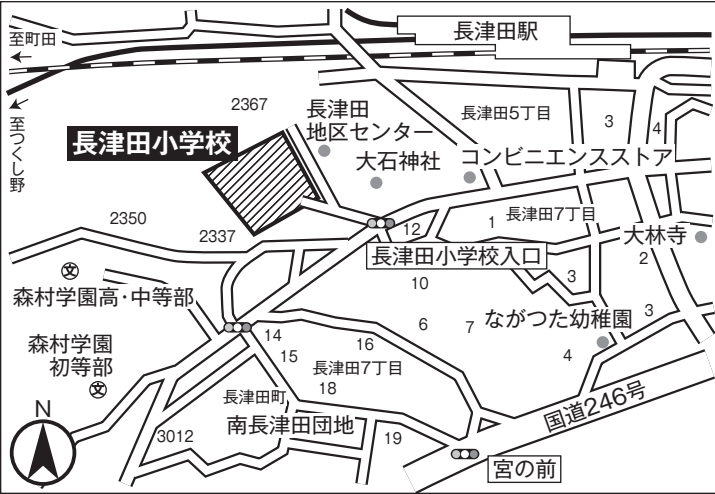 長津田駅
至町田
至つくし野
2367
長津田
地区センター
長津田5丁目
3
4
長津田小学校
大石神社
コンビニエンスストア
2350
2337
12
1
長津田7丁目
大林寺
長津田小学校入口
2
森村学園高・中等部
文
10
3
6
7
ながつた幼稚園
3
4
森村学園
初等部
文
14
15
16
長津田7丁目
18
長津田町
南長津田団地
国道246号
N
3012
19
宮の前